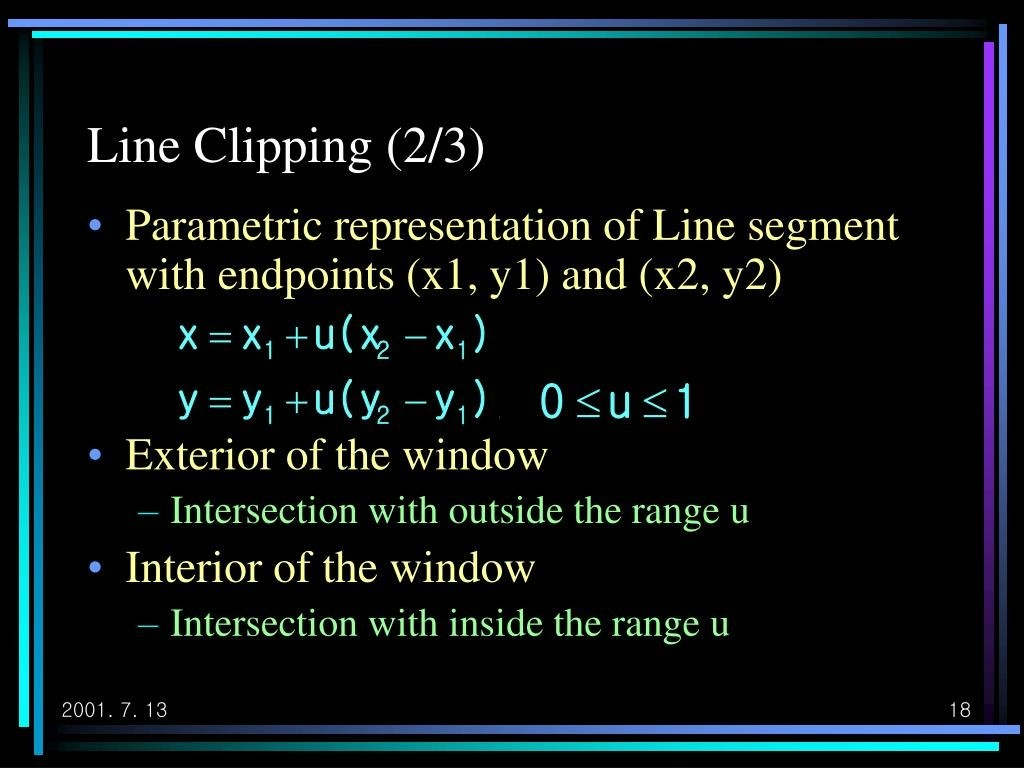 Line Clipping (2/3)
• Parametric representation of Line segment
with endpoints (x1, y1) and (x2, y2)
x = x₁ + u(x₂ − x₁)
y = y₁ + u(y₂ − y₁) 0 ≤ u ≤ 1
• Exterior of the window
– Intersection with outside the range u
• Interior of the window
– Intersection with inside the range u
2001. 7. 13 18